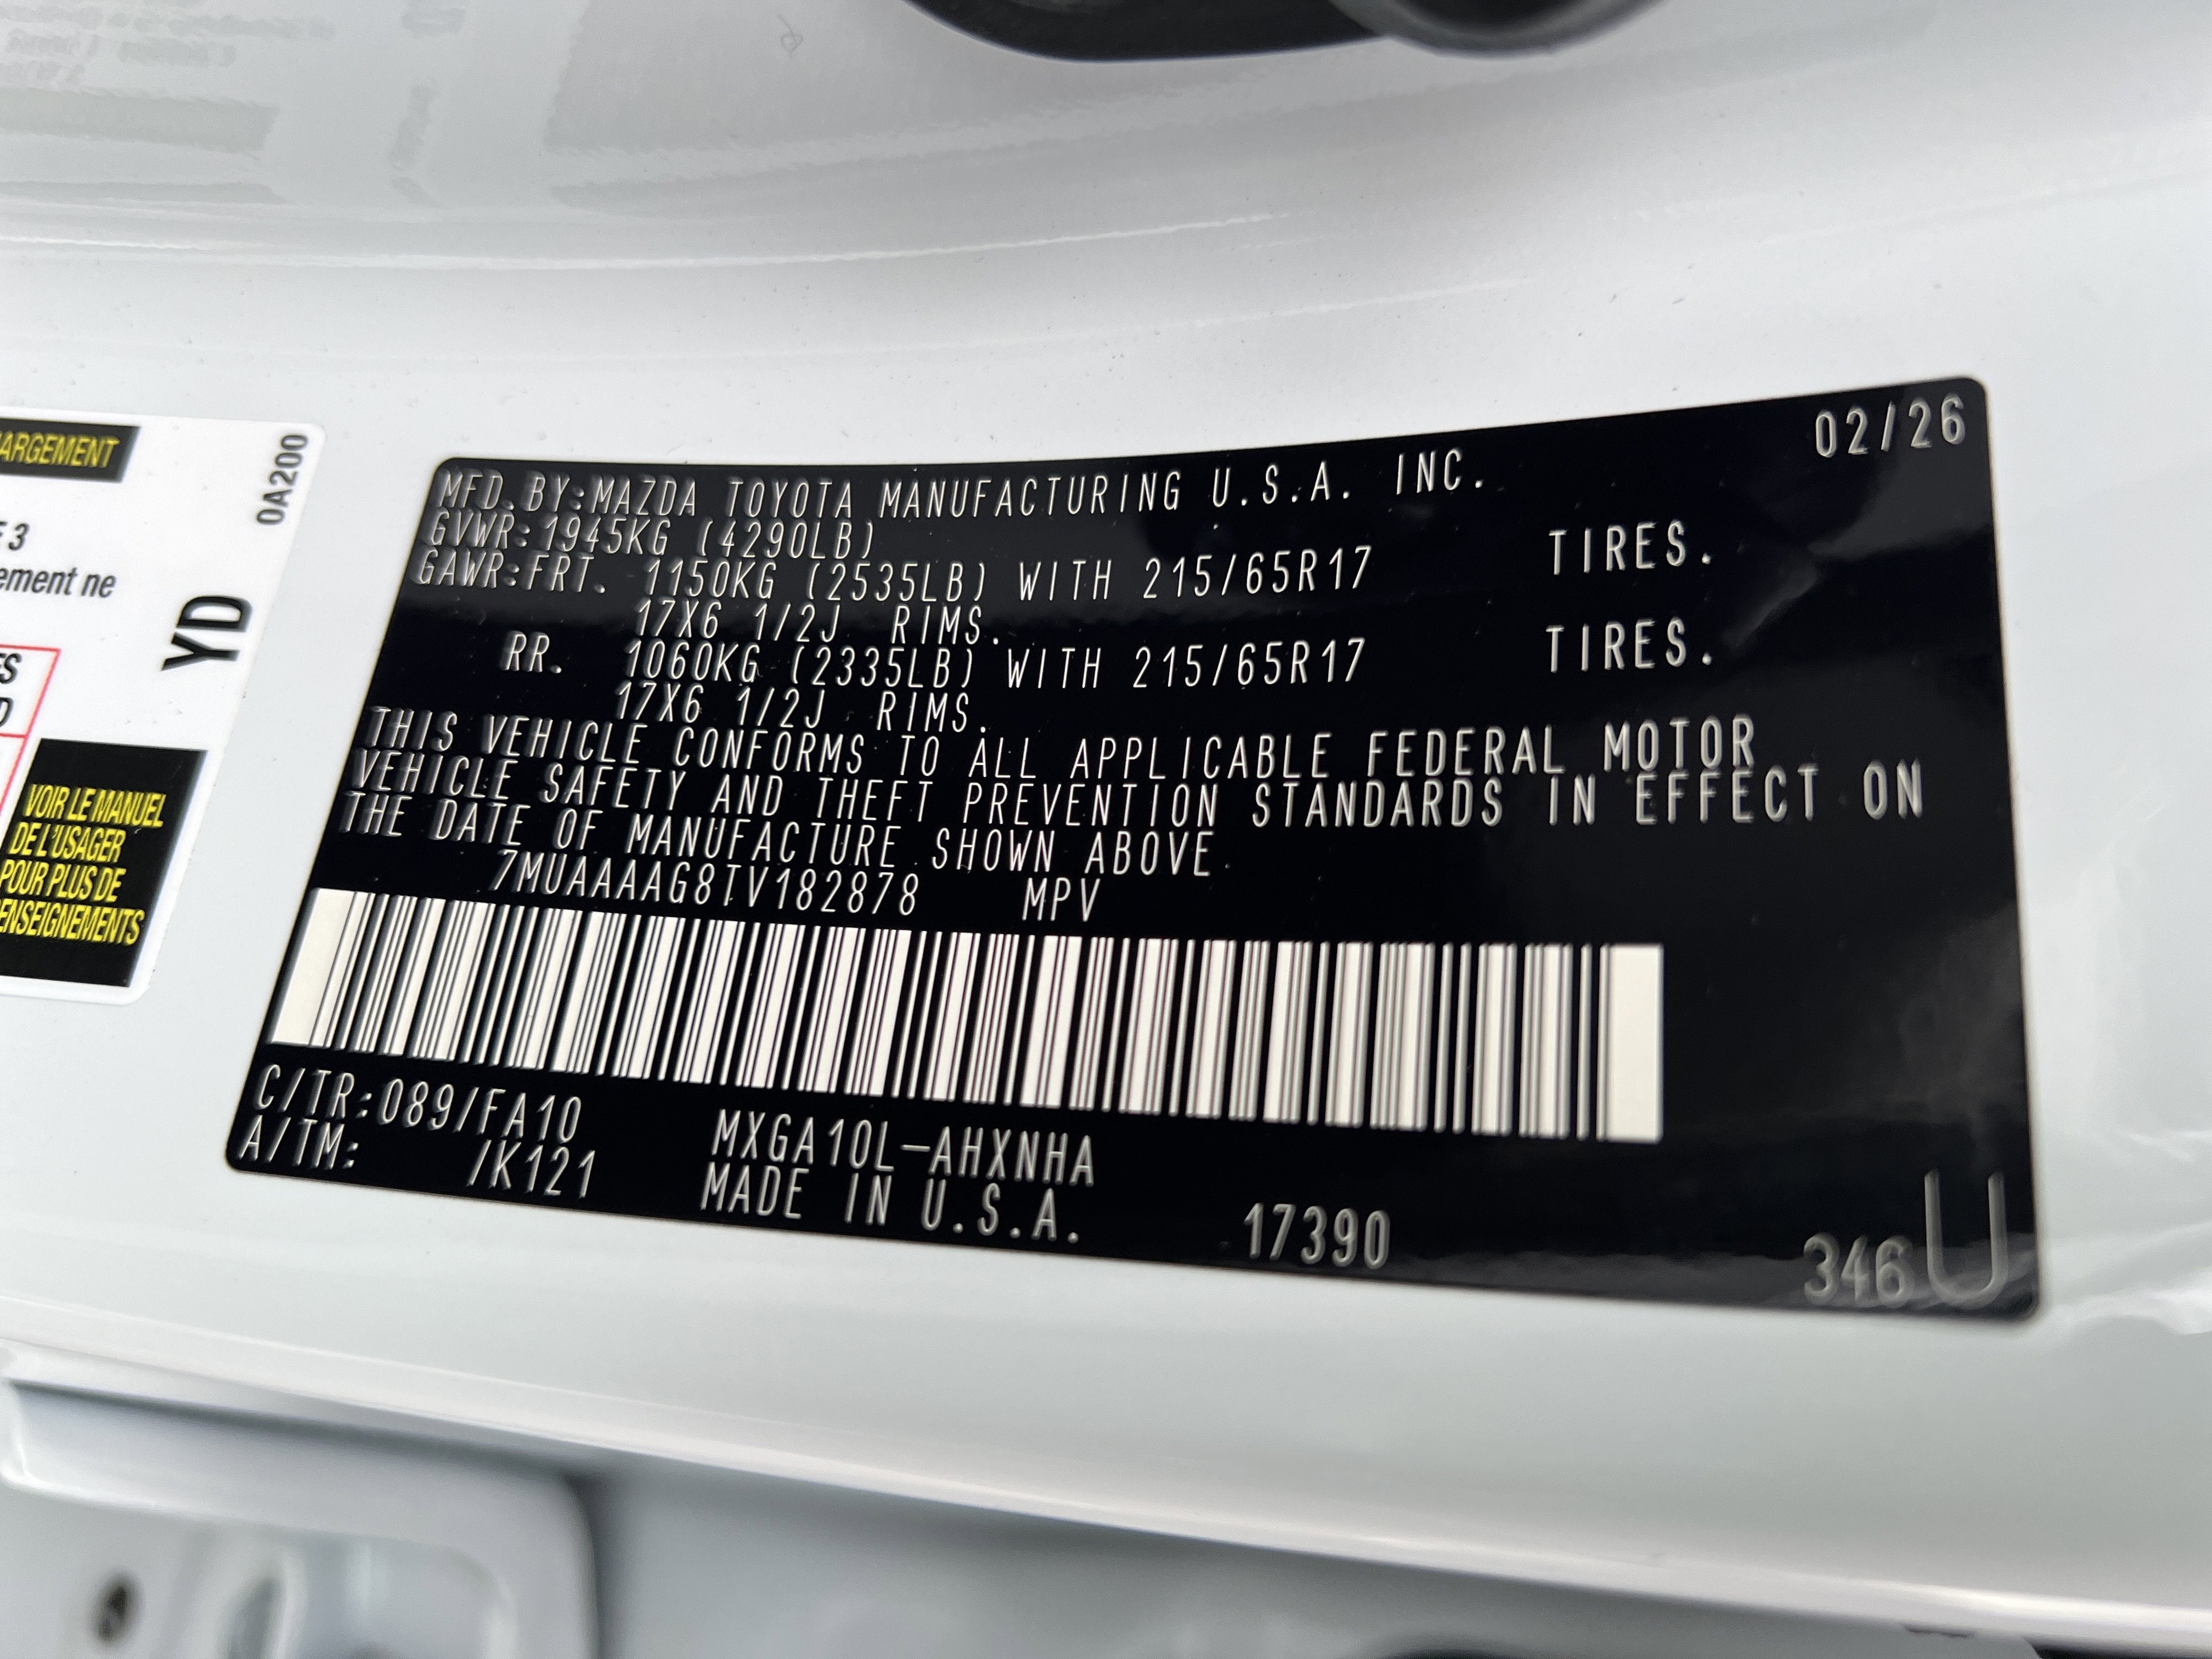 ARGEMENT
3
ement ne
0A200
YD
VOIR LE MANUEL
DE L'USAGER
POUR PLUS DE
ENSEIGNEMENTS
02/26
MFD.BY:MAZDA TOYOTA MANUFACTURING U.S.A. INC.
GVWR:1945KG (4290LB)
GAWR:FRT. 1150KG (2535LB) WITH 215/65R17 TIRES.
17X6 1/2J RIMS.
RR. 1060KG (2335LB) WITH 215/65R17 TIRES.
17X6 1/2J RIMS.
THIS VEHICLE CONFORMS TO ALL APPLICABLE FEDERAL MOTOR
VEHICLE SAFETY AND THEFT PREVENTION STANDARDS IN EFFECT ON
THE DATE OF MANUFACTURE SHOWN ABOVE.
7MUAAAAG8TV182878 MPV
C/TR:089/FA10 MXGA10L-AHXNHA
A/TM: /K121 MADE IN U.S.A. 17390
346U